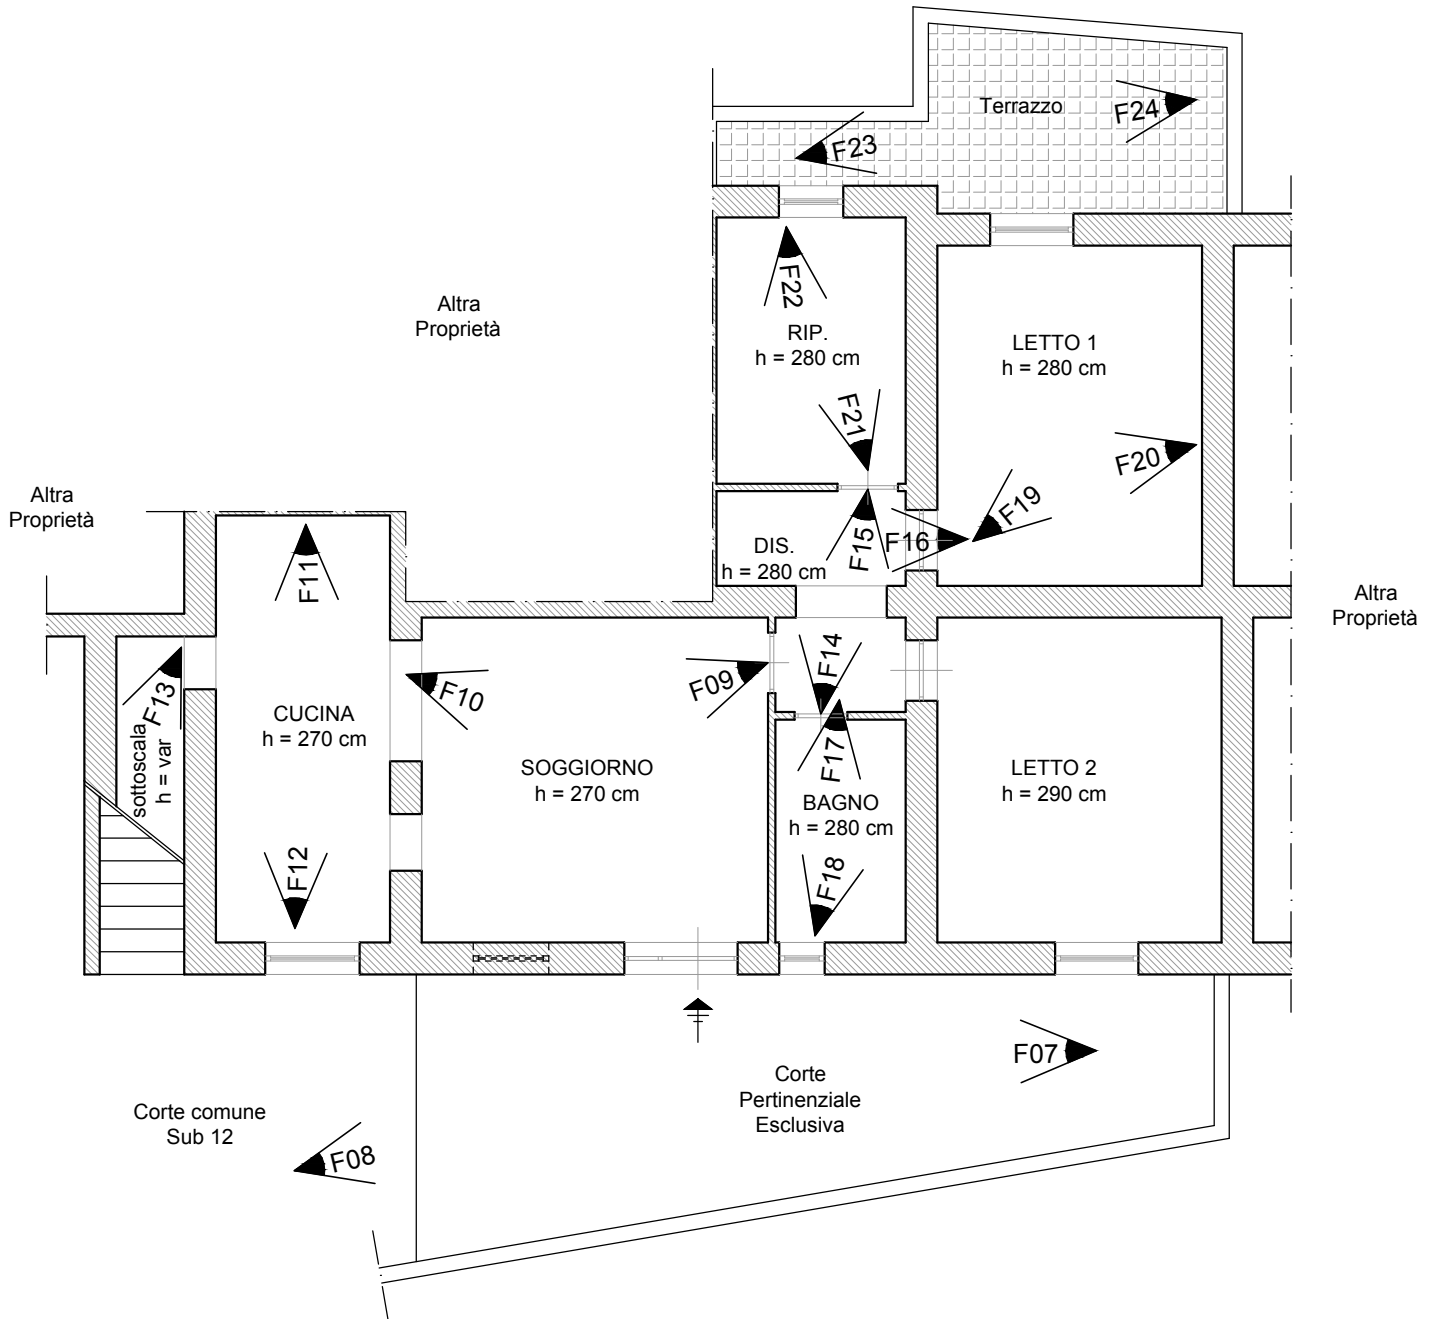 Terrazzo
F24
F23
F22
Altra
Proprietà
RIP.
h = 280 cm
LETTO 1
h = 280 cm
F21
F20
Altra
Proprietà
F19
F16
F15
DIS.
h = 280 cm
F11
Altra
Proprietà
F14
F09
F10
F13
sottoscala
h = var
CUCINA
h = 270 cm
SOGGIORNO
h = 270 cm
F17
LETTO 2
h = 290 cm
BAGNO
h = 280 cm
F12
F18
F07
Corte
Pertinenziale
Esclusiva
Corte comune
Sub 12
F08